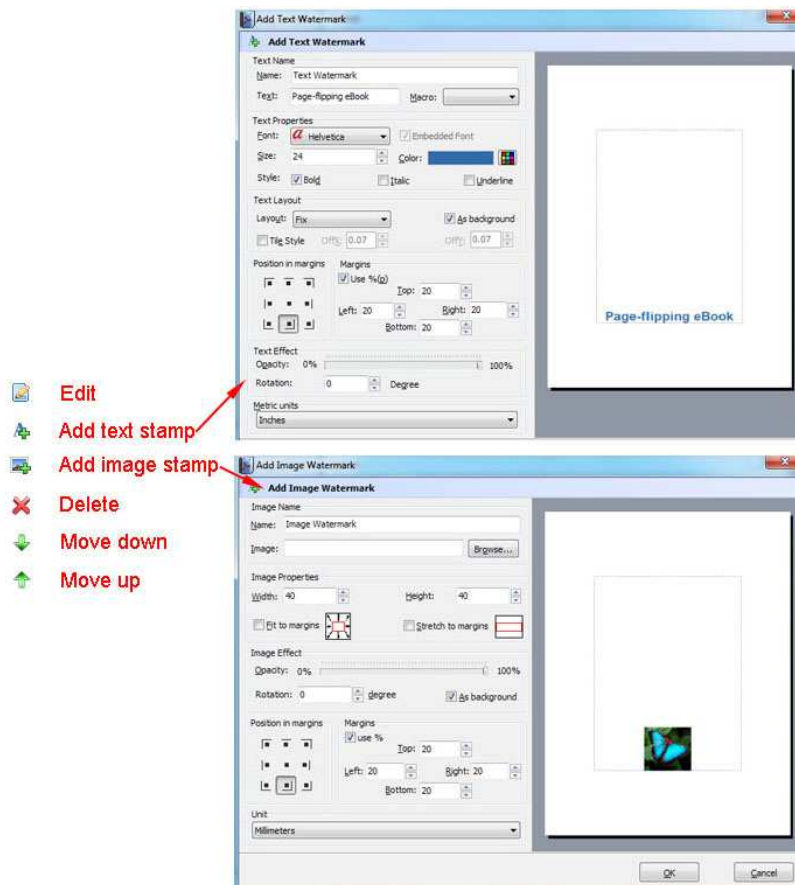 Add Text Watermark
Add Text Watermark
Text Name
Name: Text Watermark
Text: Page-flipping eBook Macro:
Text Properties
Font: a Helvetica Embedded Font
Size: 24 Color:
Style: Bold Italic Underline
Text Layout
Layout: Fix As background
Tile Style 0.07 0.07
Position in margins Margins
Use %(p)
Top: 20
Left: 20 Right: 20
Bottom: 20
Page-flipping eBook
Text Effect
Opacity: 0% 100%
Rotation: 0 Degree
Metric units
Inches
Edit
Add text stamp
Add image stamp
Delete
Move down
Move up
Add Image Watermark
Add Image Watermark
Image Name
Name: Image Watermark
Image: Browse...
Image Properties
Width: 40 Height: 40
Fit to margins Stretch to margins
Image Effect
Opacity: 0% 100%
Rotation: 0 degree As background
Position in margins Margins
use %
Top: 20
Left: 20 Right: 20
Bottom: 20
Unit
Millimeters
OK Cancel